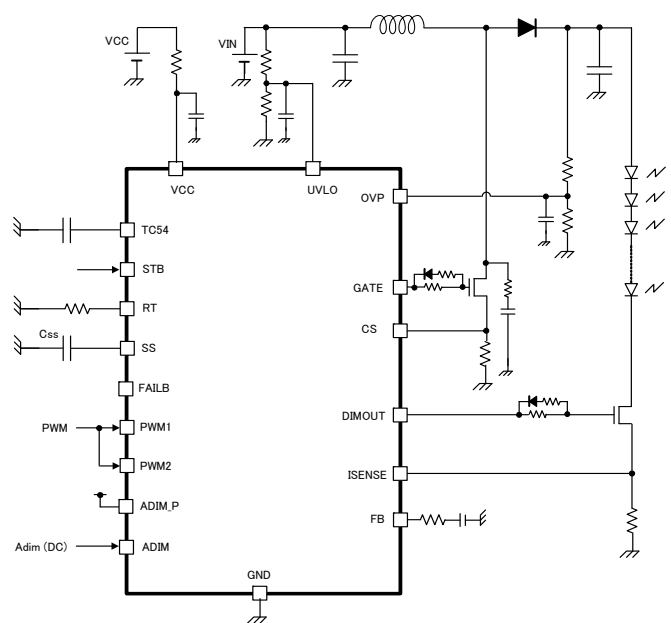 VCC
VIN
VCC
UVLO
OVP
TC54
STB
GATE
RT
CS
Css
SS
FAILB
DIMOUT
PWM
PWM1
PWM2
ISENSE
ADIM_P
FB
Adim (DC)
ADIM
GND